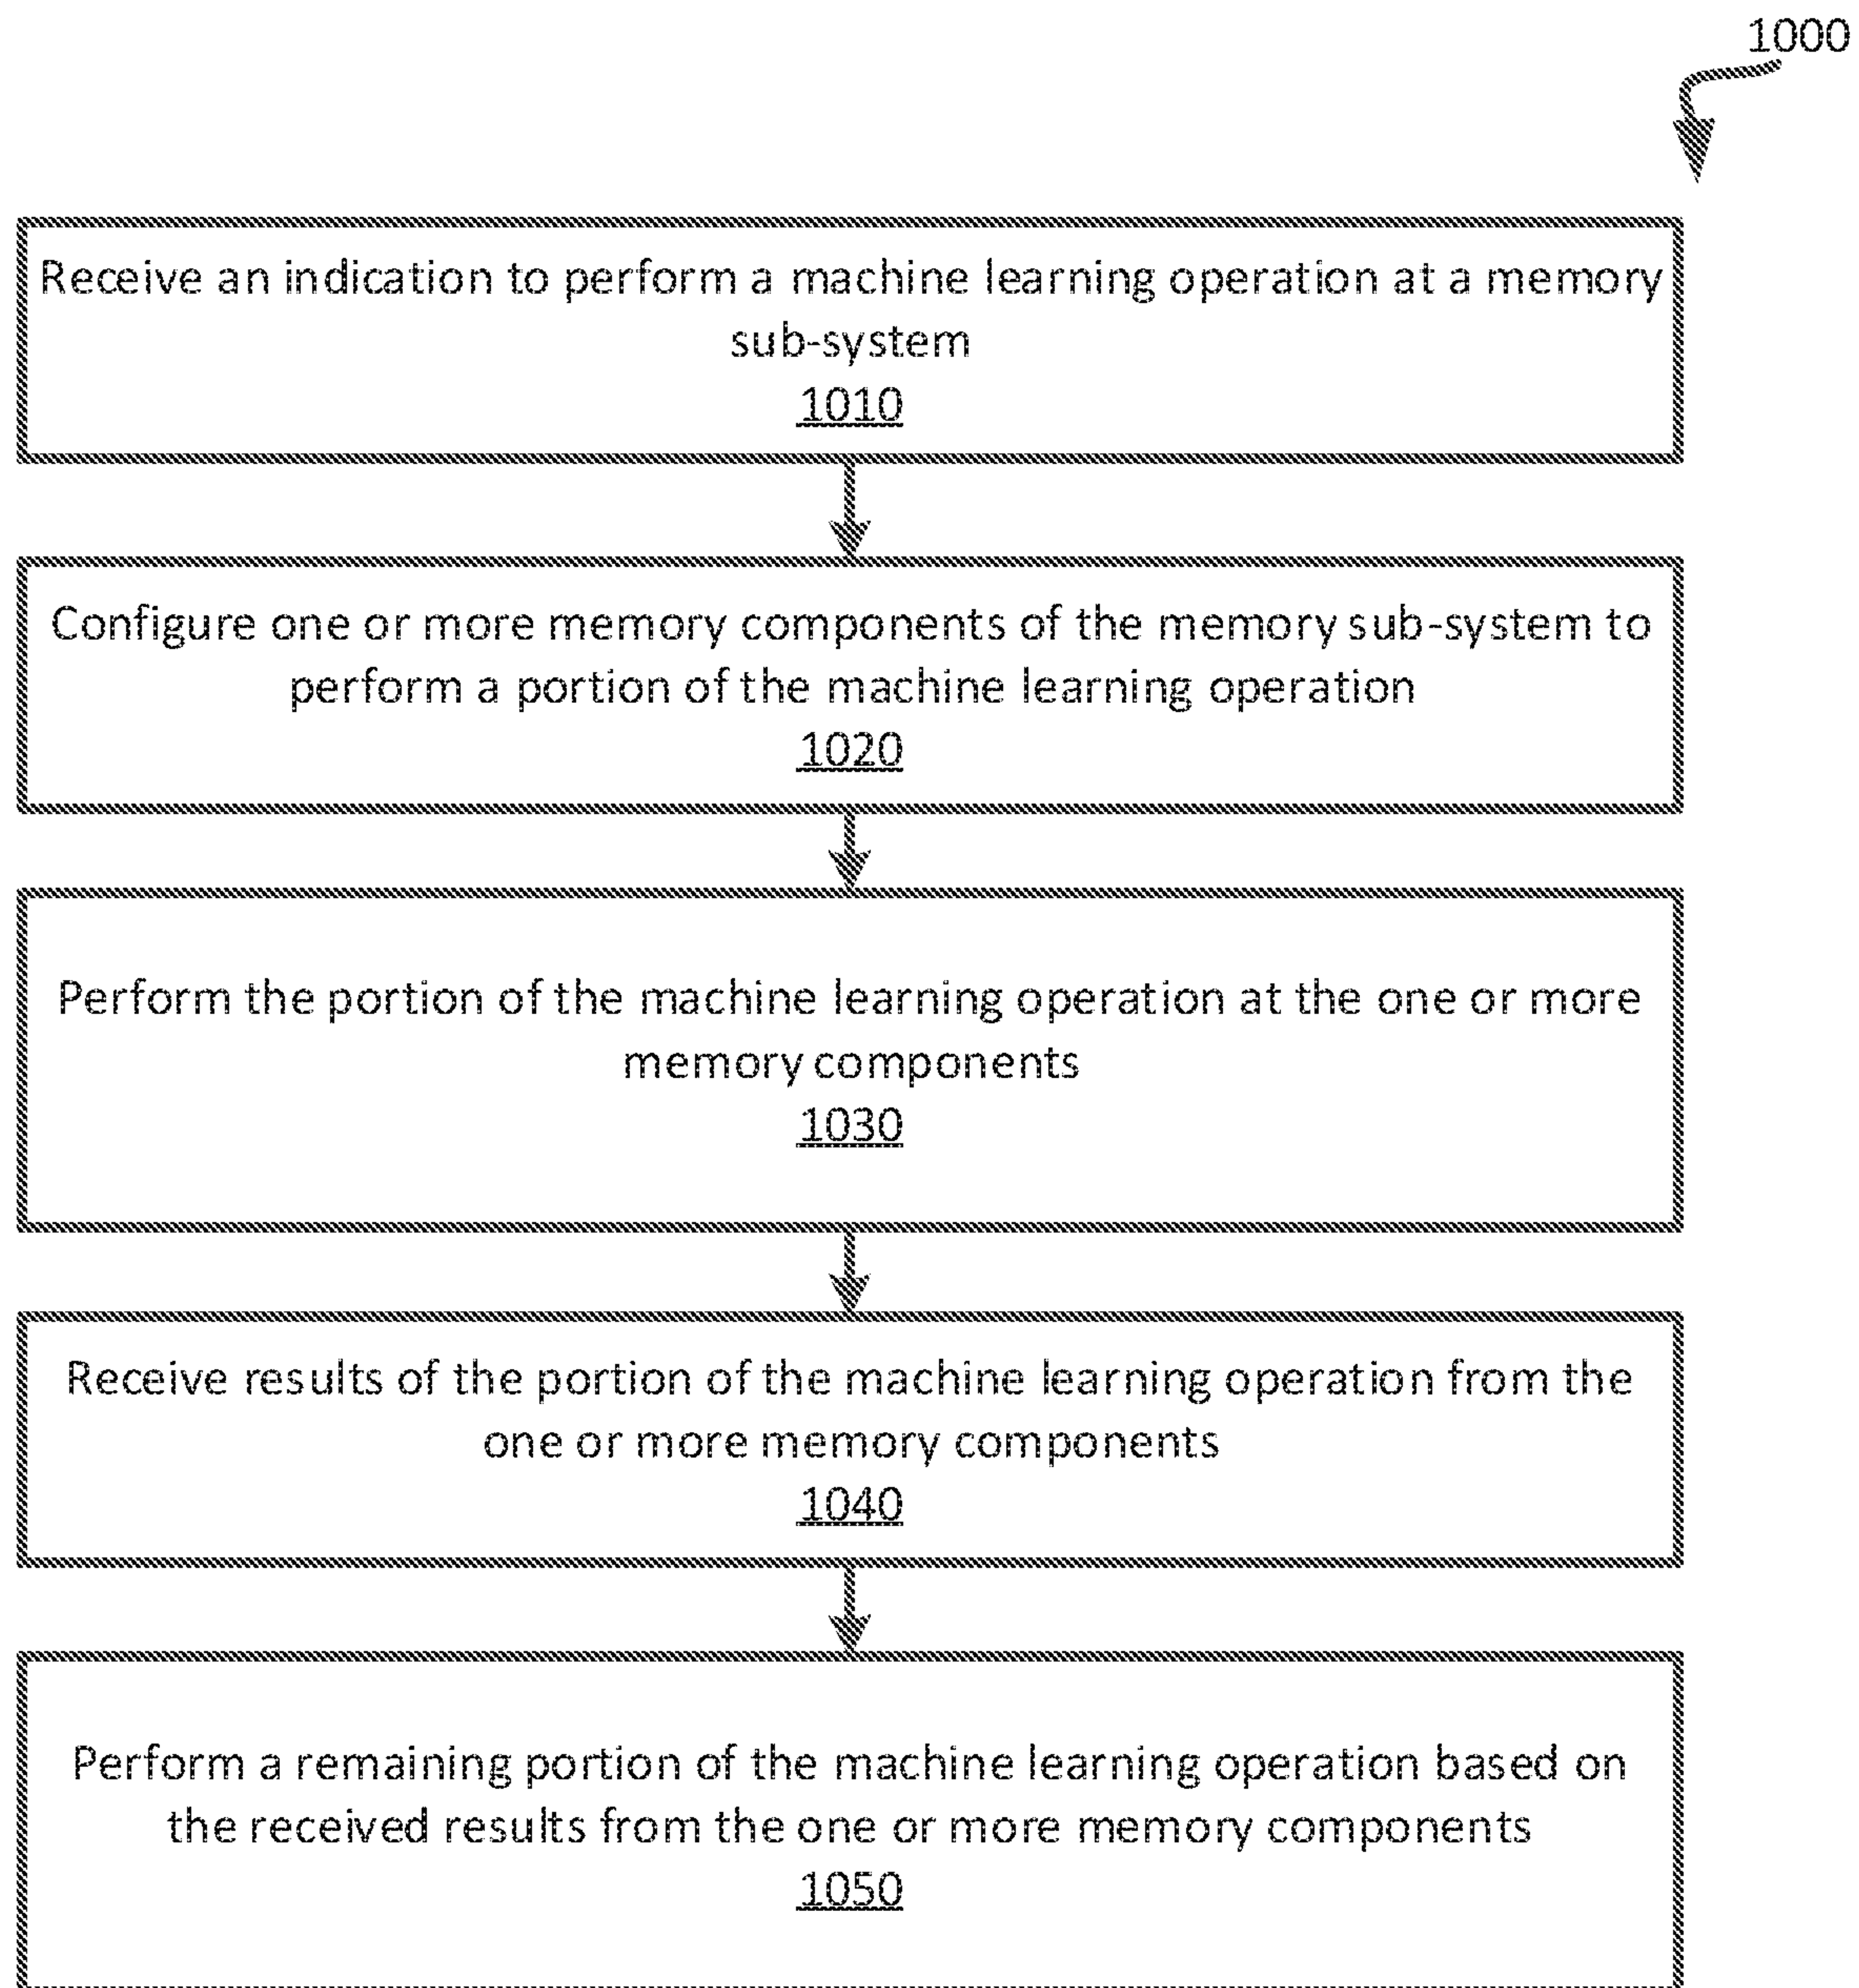 1000
Receive an indication to perform a machine learning operation at a memory
sub-system
1010
Configure one or more memory components of the memory sub-system to
perform a portion of the machine learning operation
1020
Perform the portion of the machine learning operation at the one or more
memory components
1030
Receive results of the portion of the machine learning operation from the
one or more memory components
1040
Perform a remaining portion of the machine learning operation based on
the received results from the one or more memory components
1050